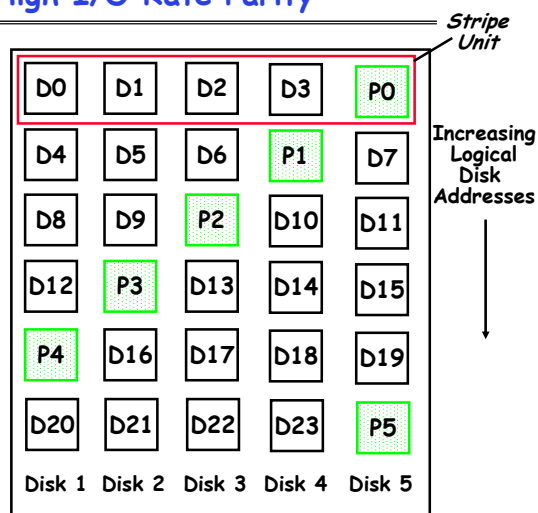 High I/O Rate Parity
Stripe
Unit
D0 D1 D2 D3 P0
Increasing
Logical
Disk
Addresses
D4 D5 D6 P1 D7
D8 D9 P2 D10 D11
D12 P3 D13 D14 D15
P4 D16 D17 D18 D19
D20 D21 D22 D23 P5
Disk 1 Disk 2 Disk 3 Disk 4 Disk 5